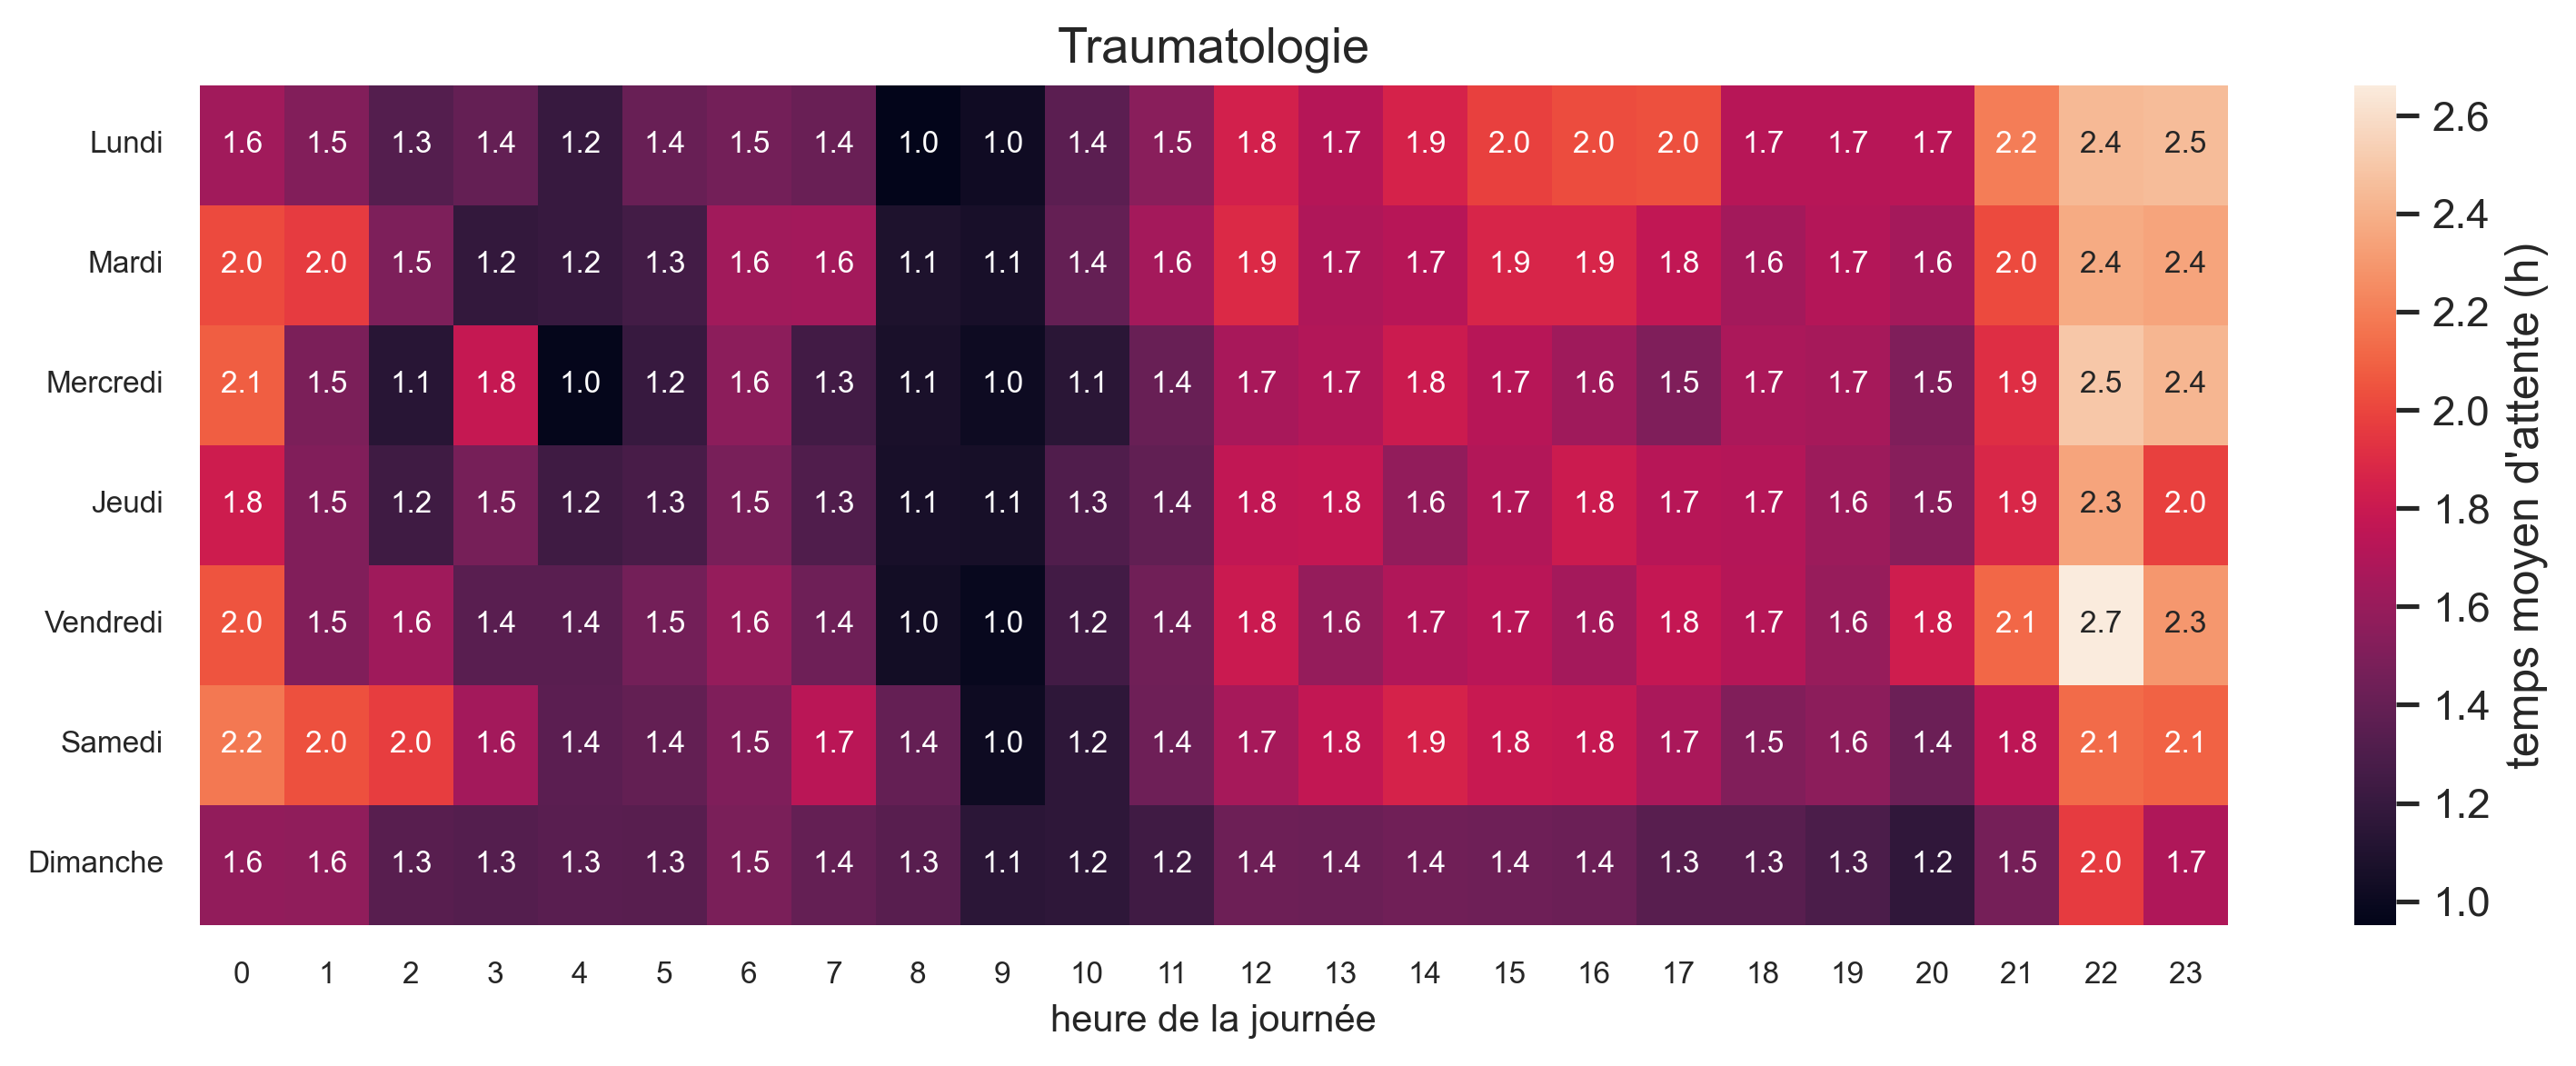 Traumatologie
Lundi 1.6 1.5 1.3 1.4 1.2 1.4 1.5 1.4 1.0 1.0 1.4 1.5 1.8 1.7 1.9 2.0 2.0 2.0 1.7 1.7 1.7 2.2 2.4 2.5
Mardi 2.0 2.0 1.5 1.2 1.2 1.3 1.6 1.6 1.1 1.1 1.4 1.6 1.9 1.7 1.7 1.9 1.9 1.8 1.6 1.7 1.6 2.0 2.4 2.4
Mercredi 2.1 1.5 1.1 1.8 1.0 1.2 1.6 1.3 1.1 1.0 1.1 1.4 1.7 1.7 1.8 1.7 1.6 1.5 1.7 1.7 1.5 1.9 2.5 2.4
Jeudi 1.8 1.5 1.2 1.5 1.2 1.3 1.5 1.3 1.1 1.1 1.3 1.4 1.8 1.8 1.6 1.7 1.8 1.7 1.7 1.6 1.5 1.9 2.3 2.0
Vendredi 2.0 1.5 1.6 1.4 1.4 1.5 1.6 1.4 1.0 1.0 1.2 1.4 1.8 1.6 1.7 1.7 1.6 1.8 1.7 1.6 1.8 2.1 2.7 2.3
Samedi 2.2 2.0 2.0 1.6 1.4 1.4 1.5 1.7 1.4 1.0 1.2 1.4 1.7 1.8 1.9 1.8 1.8 1.7 1.5 1.6 1.4 1.8 2.1 2.1
Dimanche 1.6 1.6 1.3 1.3 1.3 1.3 1.5 1.4 1.3 1.1 1.2 1.2 1.4 1.4 1.4 1.4 1.4 1.3 1.3 1.3 1.2 1.5 2.0 1.7
0 1 2 3 4 5 6 7 8 9 10 11 12 13 14 15 16 17 18 19 20 21 22 23
heure de la journée
2.6
2.4
2.2
2.0
1.8
1.6
1.4
1.2
1.0
temps moyen d'attente (h)